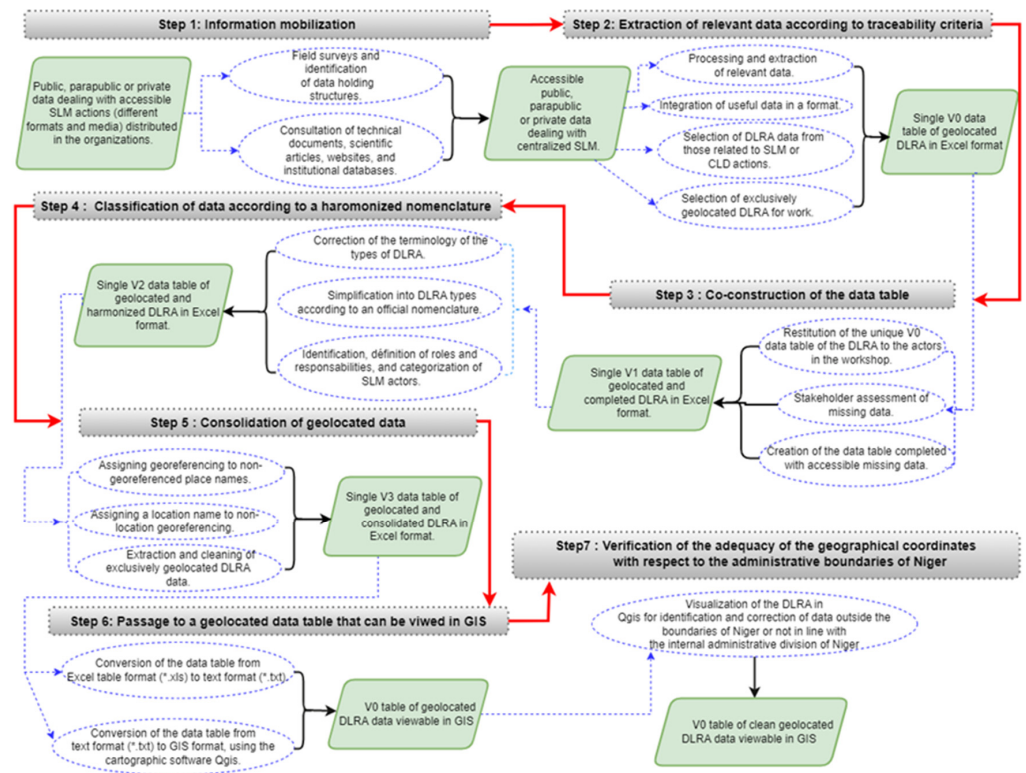 Step 1: Information mobilization
Step 2: Extraction of relevant data according to traceability criteria
Public, parapublic or private
data dealing with accessible
SLM actions (different
formats and media) distributed
in the organizations.
Field surveys and
identification
of data holding
structures.
Consultation of technical
documents, scientific
articles, websites, and
institutional databases.
Accessible
public,
parapublic
or private data
dealing with
centralized SLM.
Processing and extraction
of relevant data.
Integration of useful data in a format.
Selection of DLRA data from
those related to SLM or
CLD actions.
Selection of exclusively
geolocated DLRA for work.
Single V0 data
table of geolocated
DLRA in Excel format
Step 4 : Classification of data according to a haromonized nomenclature
Step 3 : Co-construction of the data table
Single V2 data table of
geolocated and
harmonized DLRA in Excel
format.
Correction of the terminology of the
types of DLRA.
Simplification into DLRA types
according to an official nomenclature.
Identification, définition of roles and
responsabilities, and categorization of
SLM actors.
Single V1 data table of
geolocated and
completed DLRA in Excel
format.
Restitution of the unique V0
data table of the DLRA to the actors
in the workshop.
Stakeholder assessment of
missing data.
Creation of the data table completed
with accessible missing data.
Step 5 : Consolidation of geolocated data
Assigning georeferencing to non-
georeferenced place names.
Assigning a location name to non-
location georeferencing.
Extraction and cleaning of
exclusively geolocated DLRA
data.
Single V3 data table of
geolocated and
consolidated DLRA in
Excel format.
Step7 : Verification of the adequacy of the geographical coordinates
with respect to the administrative boundaries of Niger
Step 6: Passage to a geolocated data table that can be viwed in GIS
Conversion of the data table from
Excel table format (*.xls) to text format (*.txt).
Conversion of the data table from
text format (*.txt) to GIS format, using the
cartographic software Qgis.
V0 table of geolocated
DLRA data viewable in GIS
Visualization of the DLRA in
Qgis for identification and correction of data outside the
boundaries of Niger or not in line with
the internal administrative division of Niger
V0 table of clean geolocated
DLRA data viewable in GIS